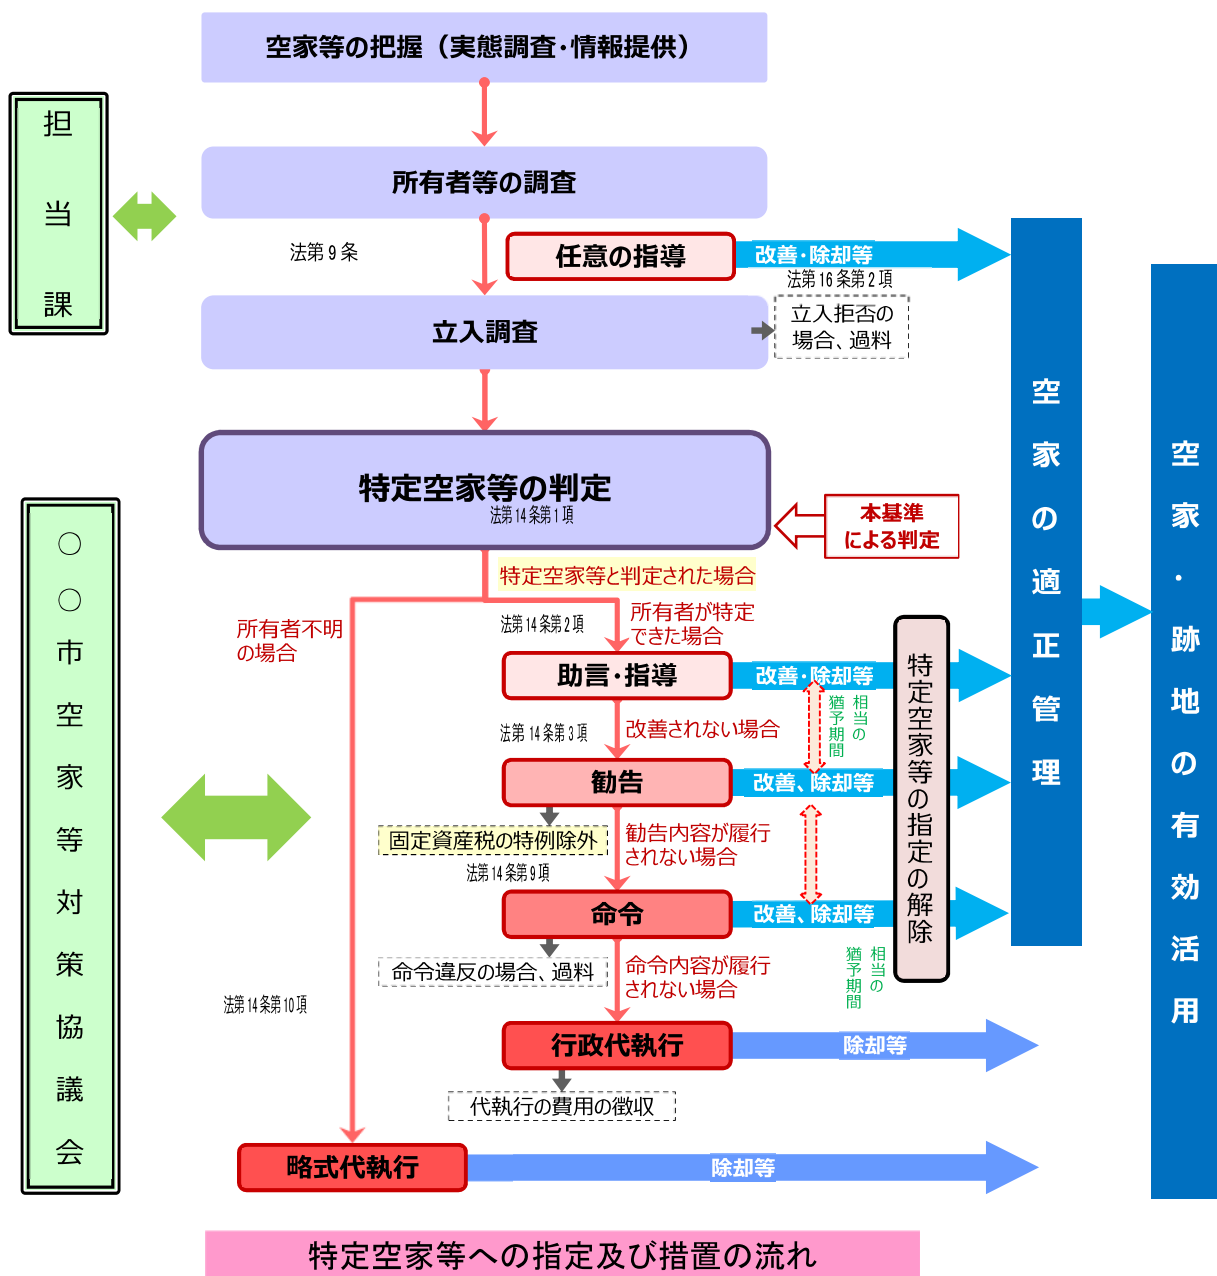 空家等の把握（実態調査・情報提供）
担当課
所有者等の調査
法第９条
任意の指導
改善・除却等
法第16条第２項
立入調査
立入拒否の
場合、過料
特定空家等の判定
法第14条第１項
本基準
による判定
特定空家等と判定された場合
所有者不明
の場合
法第14条第２項
所有者が特定
できた場合
助言・指導
改善・除却等
相当の
猶予期間
法第14条第３項
改善されない場合
勧告
改善、除却等
固定資産税の特例除外
勧告内容が履行
されない場合
法第14条第９項
命令
改善、除却等
命令違反の場合、過料
命令内容が履行
されない場合
相当の
猶予期間
特定空家等の指定の解除
法第14条第10項
行政代執行
除却等
代執行の費用の徴収
略式代執行
除却等
〇〇市空家等対策協議会
空家の適正管理
空家・跡地の有効活用
特定空家等への指定及び措置の流れ